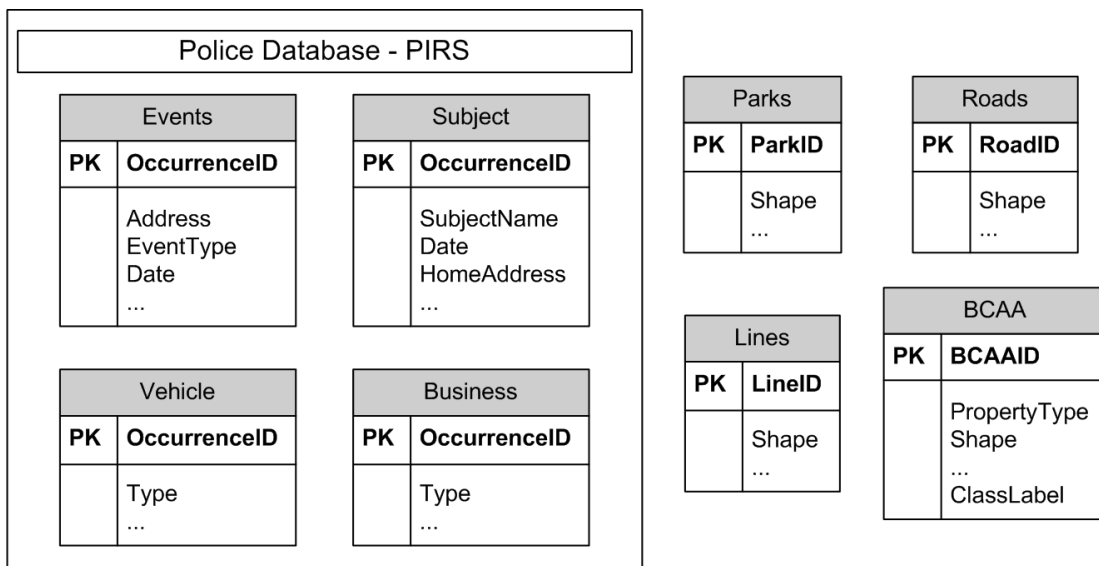 Police Database - PIRS
Events
PK OccurrenceID
Address
EventType
Date
...
Subject
PK OccurrenceID
SubjectName
Date
HomeAddress
...
Vehicle
PK OccurrenceID
Type
...
Business
PK OccurrenceID
Type
...
Parks
PK ParkID
Shape
...
Roads
PK RoadID
Shape
...
Lines
PK LineID
Shape
...
BCAA
PK BCAAID
PropertyType
Shape
...
ClassLabel